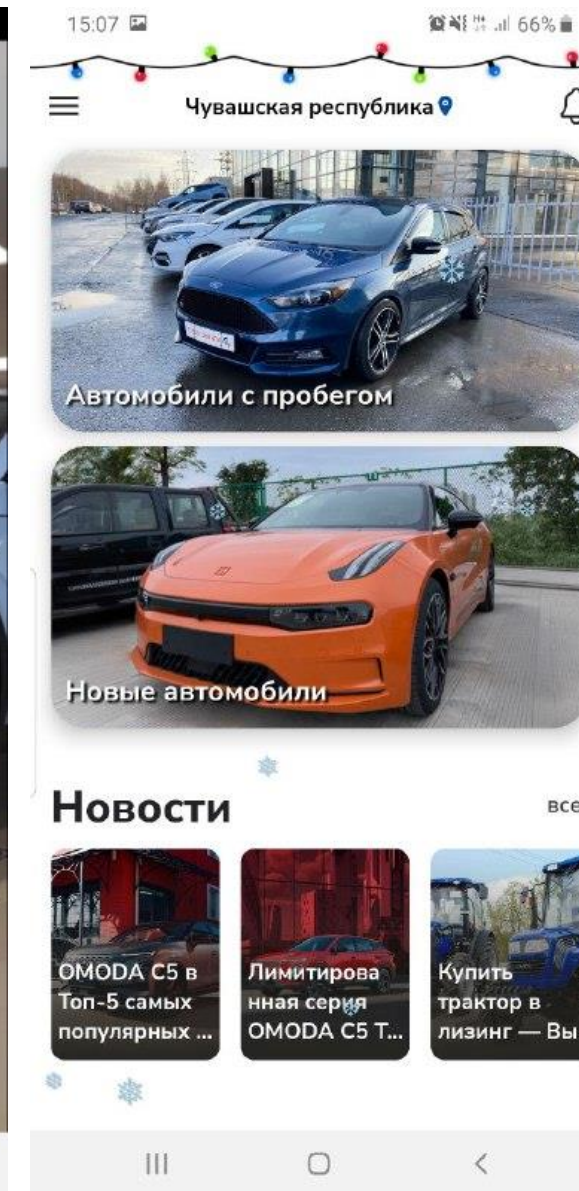 15:07
66%
Чувашская республика
Автомобили с пробегом
Новые автомобили
Новости
все
OMODA C5 в
Топ-5 самых
популярных ...
Лимитирова
нная серия
OMODA C5 T...
Купить
трактор в
лизинг — Вы